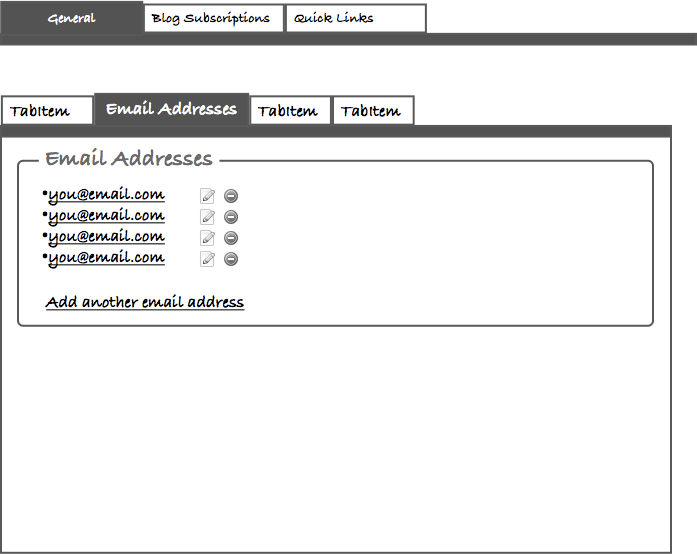 General Blog Subscriptions Quick Links
TabItem Email Addresses TabItem TabItem
Email Addresses
•you@email.com
•you@email.com
•you@email.com
•you@email.com
Add another email address